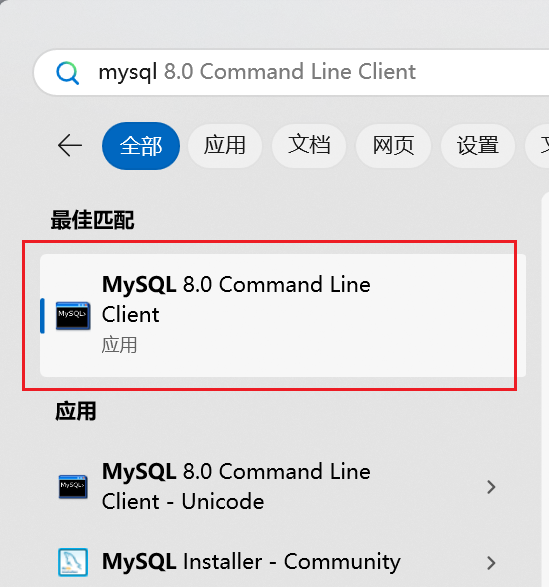 mysql 8.0 Command Line Client
全部 应用 文档 网页 设置
最佳匹配
MySQL 8.0 Command Line
Client
应用
应用
MySQL 8.0 Command Line
Client - Unicode
MySQL Installer - Community